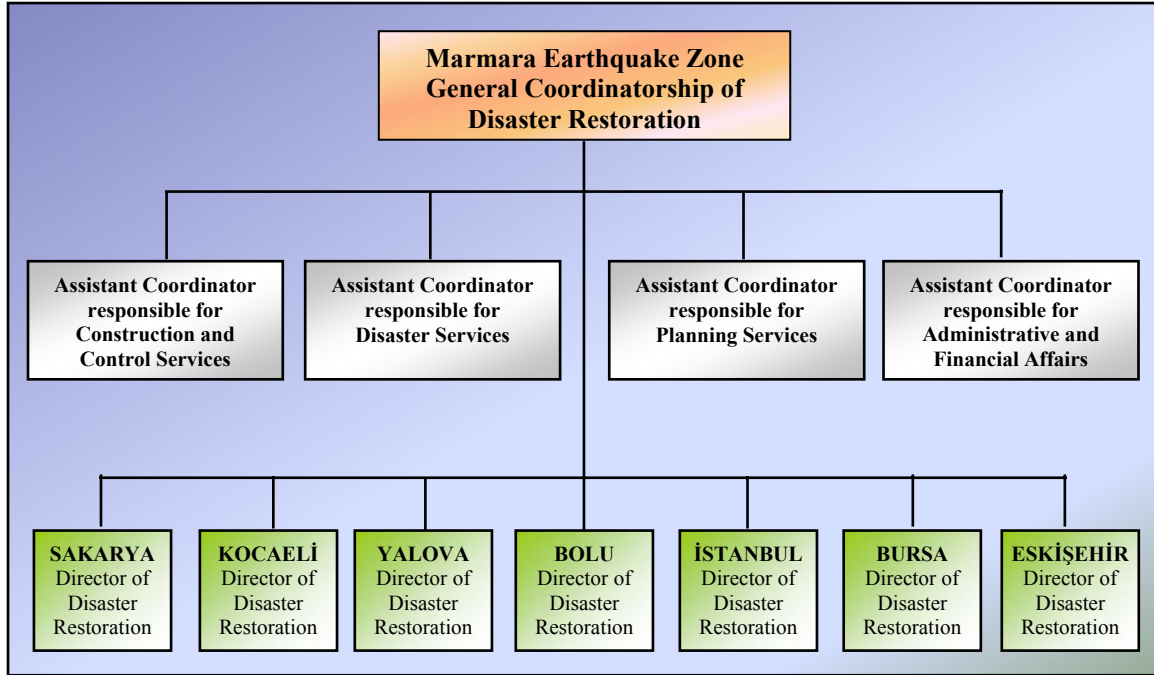 Marmara Earthquake Zone
General Coordinatorship of
Disaster Restoration
Assistant Coordinator
responsible for
Construction and
Control Services
Assistant Coordinator
responsible for
Disaster Services
Assistant Coordinator
responsible for
Planning Services
Assistant Coordinator
responsible for
Administrative and
Financial Affairs
SAKARYA
Director of
Disaster
Restoration
KOCAELİ
Director of
Disaster
Restoration
YALOVA
Director of
Disaster
Restoration
BOLU
Director of
Disaster
Restoration
İSTANBUL
Director of
Disaster
Restoration
BURSA
Director of
Disaster
Restoration
ESKİŞEHİR
Director of
Disaster
Restoration